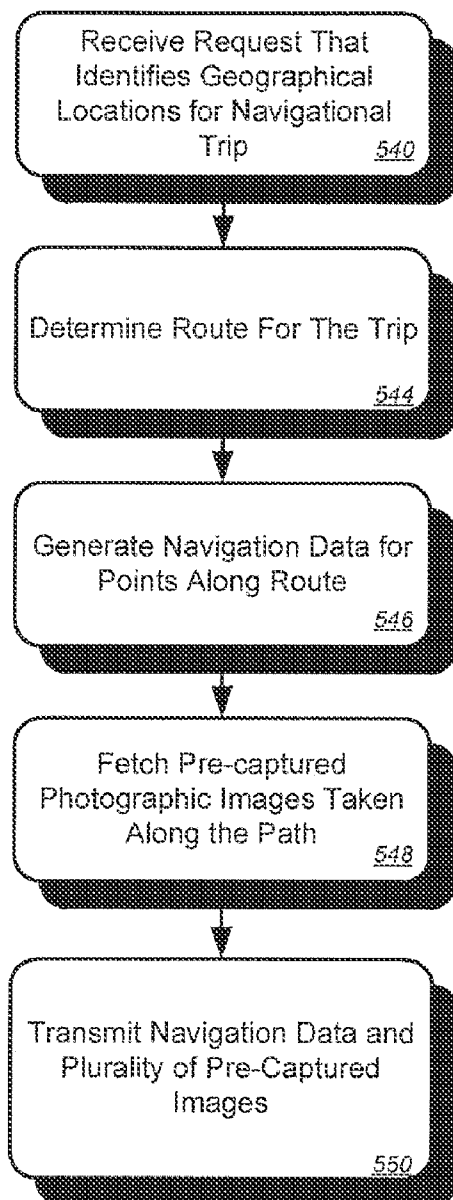 Receive Request That
Identifies Geographical
Locations for Navigational
Trip
540
Determine Route For The Trip
544
Generate Navigation Data for
Points Along Route
546
Fetch Pre-captured
Photographic Images Taken
Along the Path
548
Transmit Navigation Data and
Plurality of Pre-Captured
Images
550